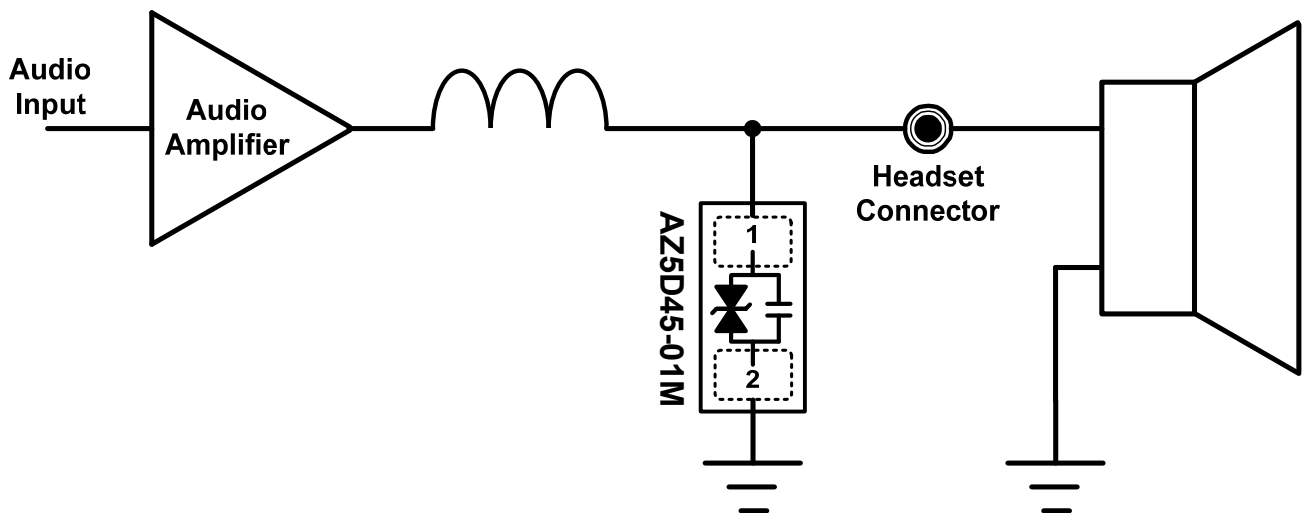 Audio
Input
Audio
Amplifier
Headset
Connector
AZ5D45-01M
1
2